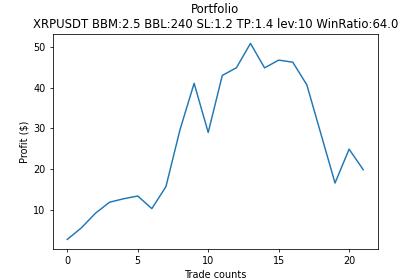 Portfolio
XRPUSDT BBM:2.5 BBL:240 SL:1.2 TP:1.4 lev:10 WinRatio:64.0
50
40
30
20
10
Profit ($)
0 5 10 15 20
Trade counts